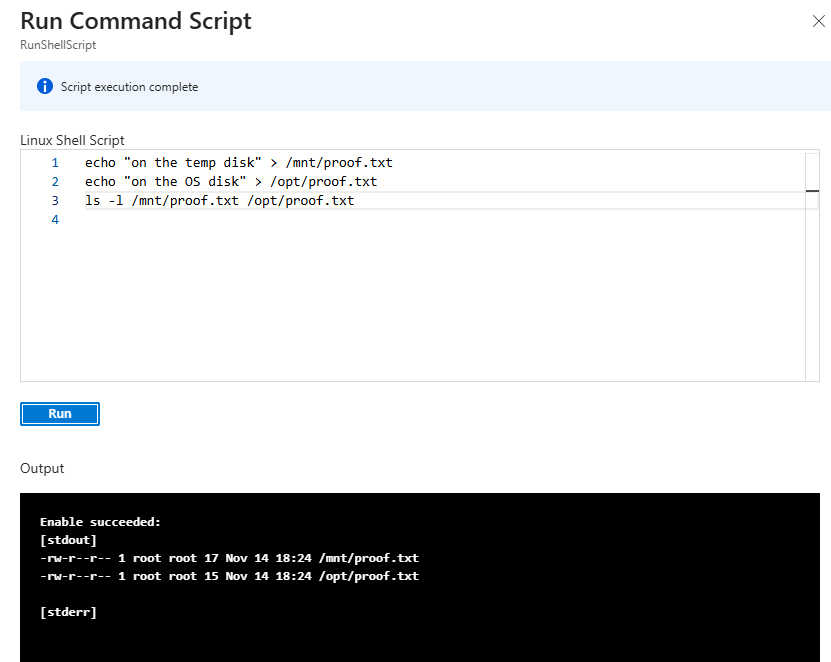 Run Command Script
RunShellScript
Script execution complete
Linux Shell Script
1 echo "on the temp disk" > /mnt/proof.txt
2 echo "on the OS disk" > /opt/proof.txt
3 ls -l /mnt/proof.txt /opt/proof.txt
4
Run
Output
Enable succeeded:
[stdout]
-rw-r--r-- 1 root root 17 Nov 14 18:24 /mnt/proof.txt
-rw-r--r-- 1 root root 15 Nov 14 18:24 /opt/proof.txt
[stderr]